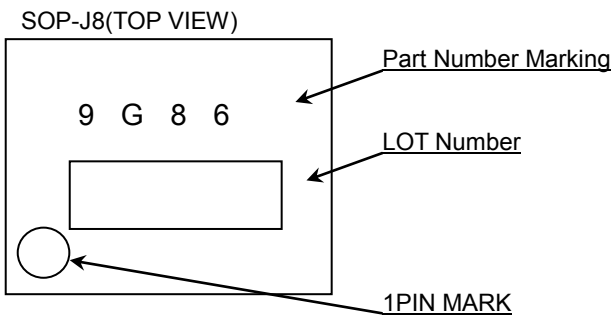 SOP-J8(TOP VIEW)
Part Number Marking
9 G 8 6
LOT Number
1PIN MARK